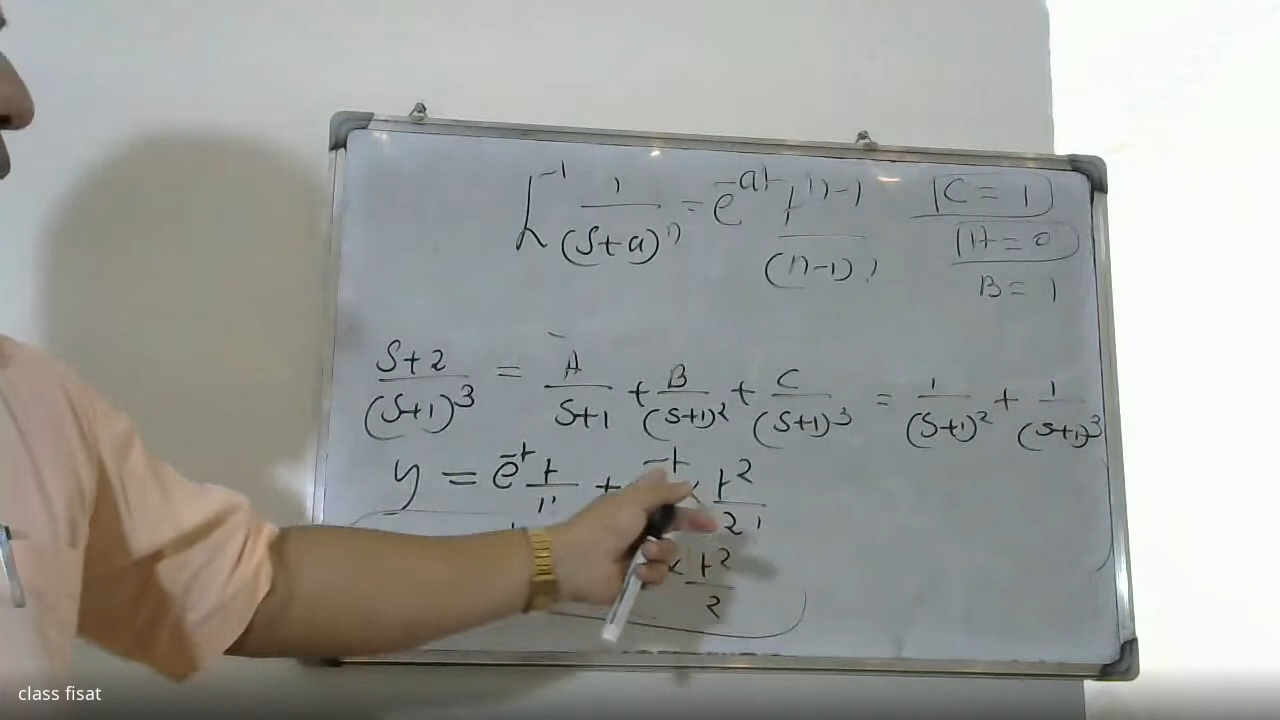 L⁻¹ 1/(S+a)ⁿ = e⁻ᵃᵗ tⁿ⁻¹/(n-1)!
C = 1
A = 0
B = 1
S+2/(S+1)³ = A/S+1 + B/(S+1)² + C/(S+1)³ = 1/(S+1)² + 1/(S+1)³
y = e⁻ᵗ t/1! + ⁻ᵗ × t²/2!
× t²/2
class fisat